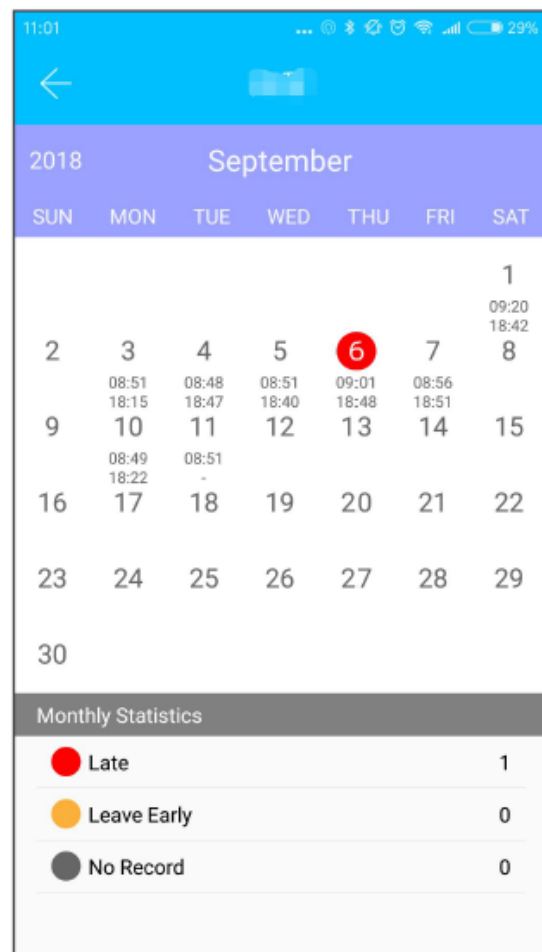 11:01 ... 29%
2018 September
SUN MON TUE WED THU FRI SAT
1
09:20
18:42
2 3 4 5 6 7 8
08:51 08:48 08:51 09:01 08:56
18:15 18:47 18:40 18:48 18:51
9 10 11 12 13 14 15
08:49 08:51
18:22 -
16 17 18 19 20 21 22
23 24 25 26 27 28 29
30
Monthly Statistics
Late 1
Leave Early 0
No Record 0